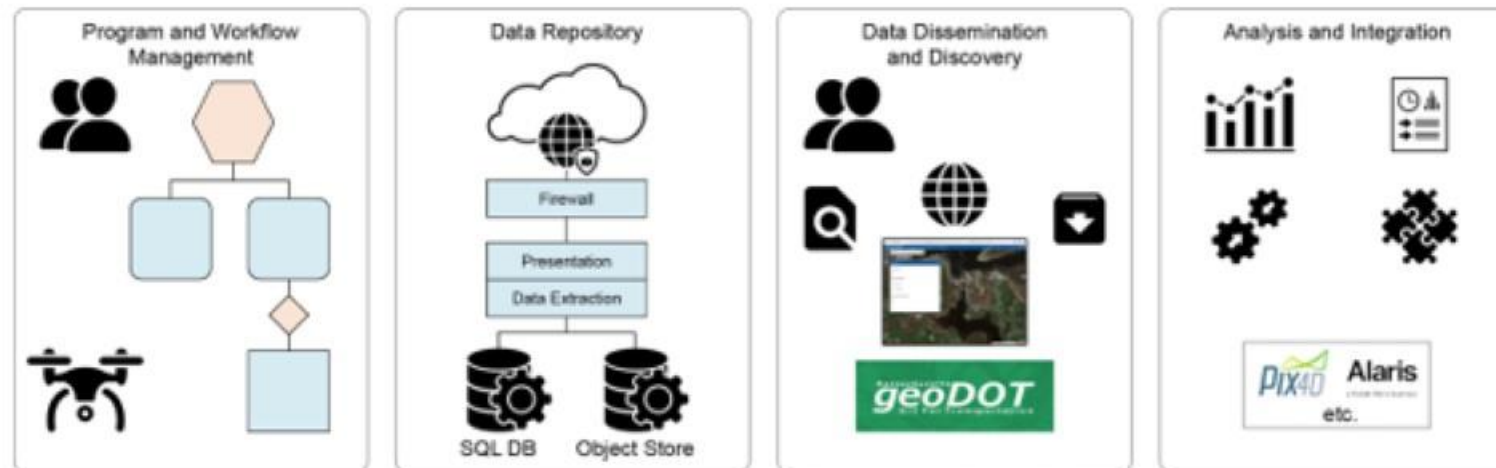 Program and Workflow
Management
Data Repository
Firewall
Presentation
Data Extraction
SQL DB
Object Store
Data Dissemination
and Discovery
geoDOT
Analysis and Integration
PIX4D
Alaris
etc.